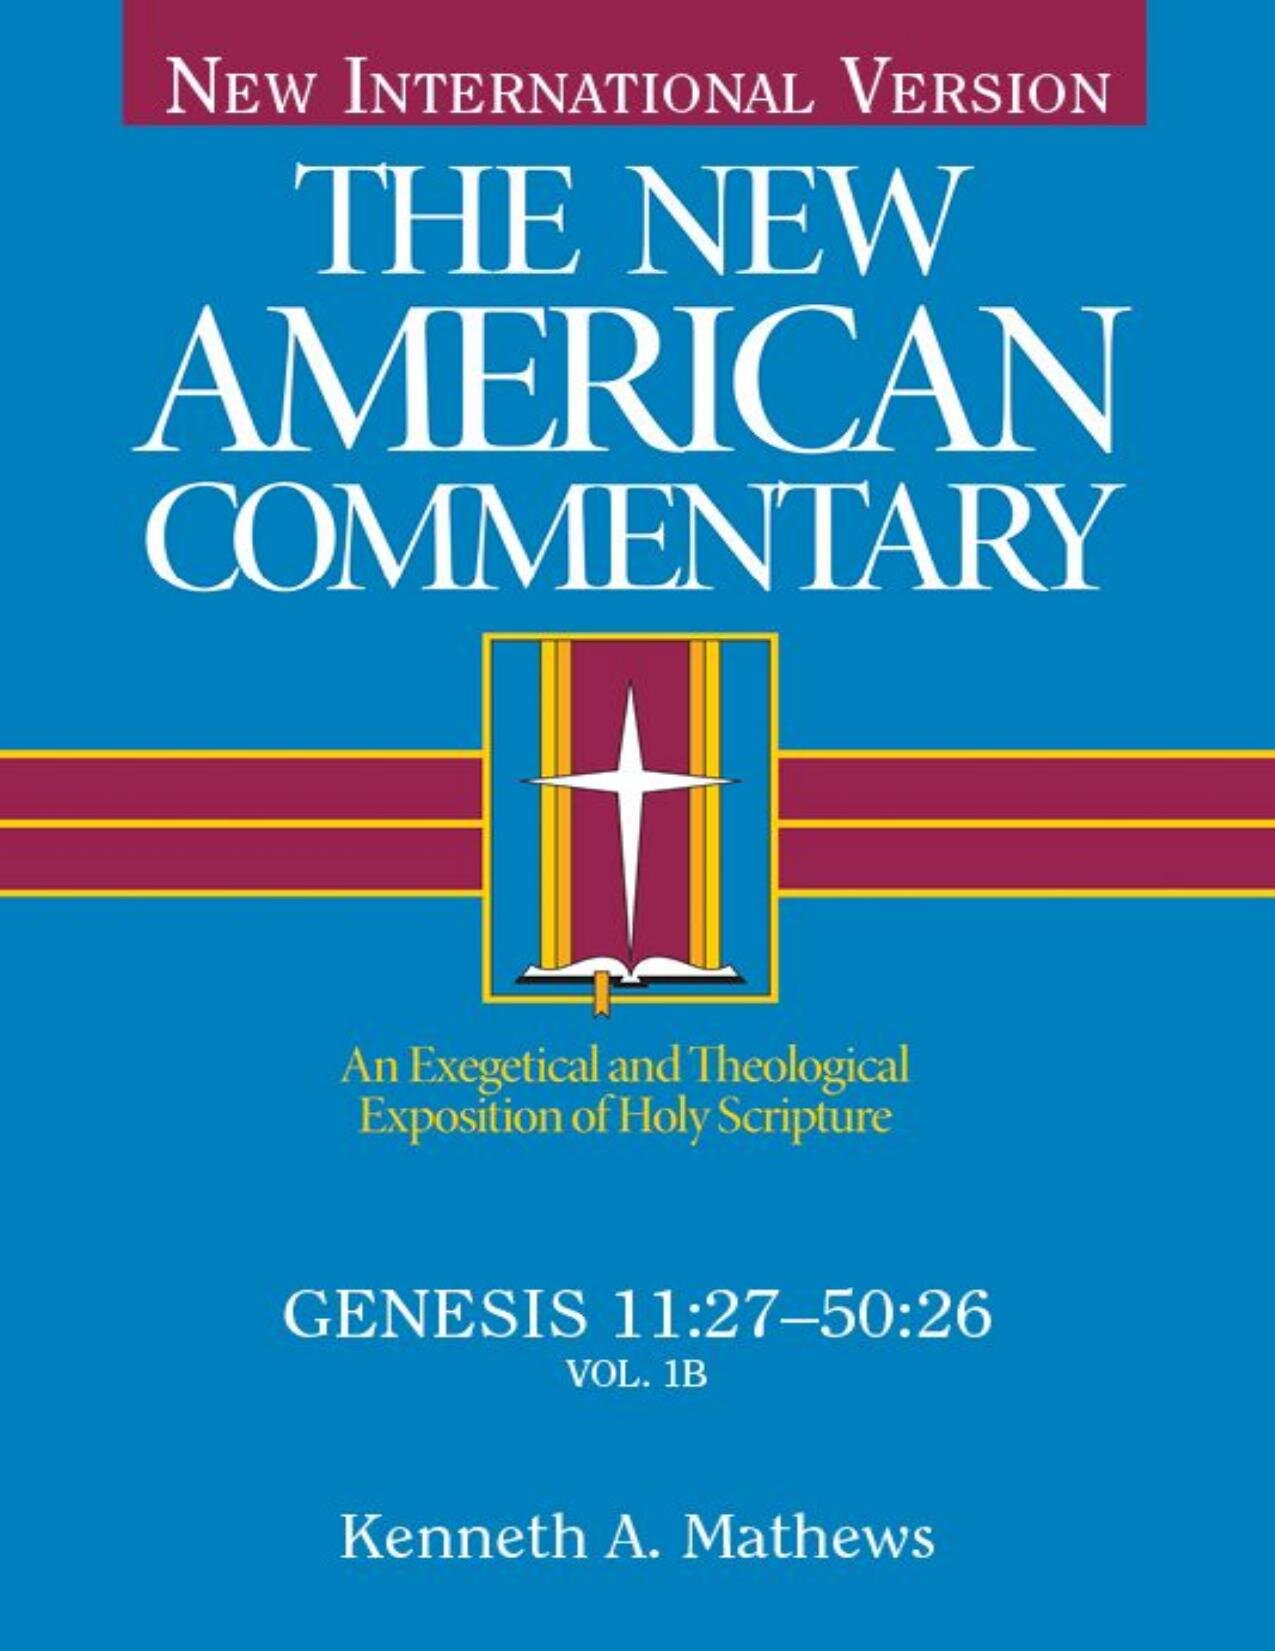 NEW INTERNATIONAL VERSION
THE NEW
AMERICAN
COMMENTARY
An Exegetical and Theological
Exposition of Holy Scripture
GENESIS 11:27–50:26
VOL. 1B
Kenneth A. Mathews